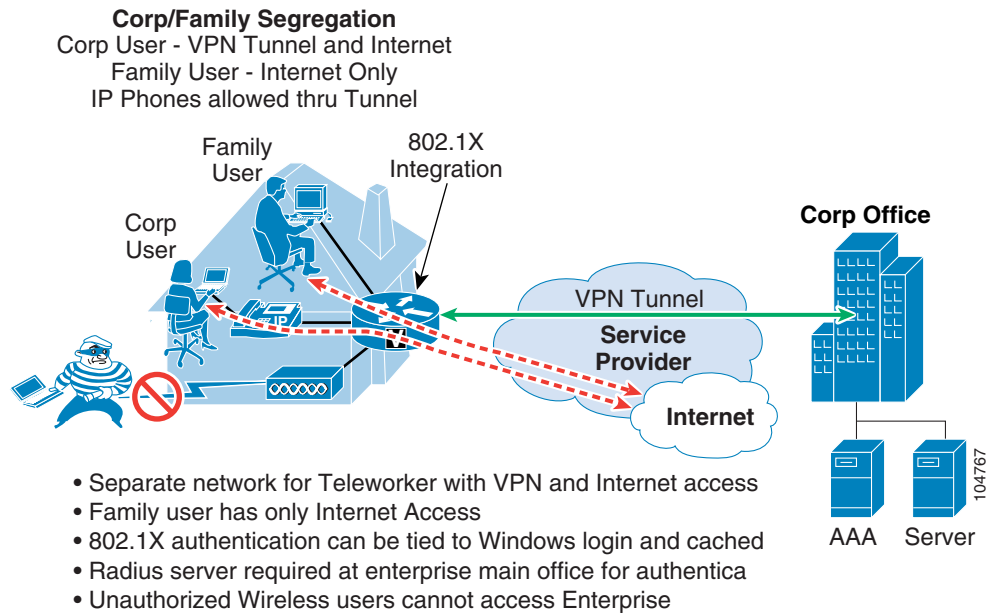 Corp/Family Segregation
Corp User - VPN Tunnel and Internet
Family User - Internet Only
IP Phones allowed thru Tunnel
Family
User
802.1X
Integration
Corp
User
Corp Office
IP
V
VPN Tunnel
Service
Provider
Internet
AAA
Server
104767
• Separate network for Teleworker with VPN and Internet access
• Family user has only Internet Access
• 802.1X authentication can be tied to Windows login and cached
• Radius server required at enterprise main office for authentica
• Unauthorized Wireless users cannot access Enterprise